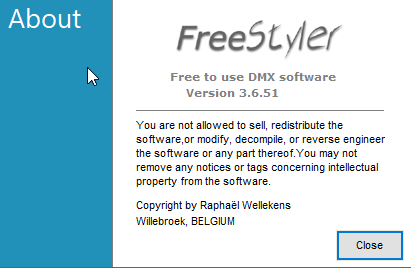 About
FreeStyler
Free to use DMX software
Version 3.6.51
You are not allowed to sell, redistribute the
software,or modify, decompile, or reverse engineer
the software or any part thereof.You may not
remove any notices or tags concerning intellectual
property from the software.
Copyright by Raphaël Wellekens
Willebroek, BELGIUM
Close